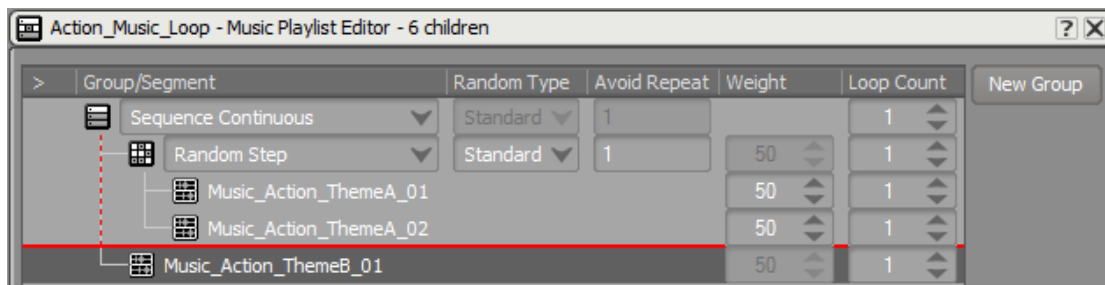 Action_Music_Loop - Music Playlist Editor - 6 children ? X
> Group/Segment Random Type Avoid Repeat Weight Loop Count New Group
Sequence Continuous Standard 1 1
Random Step Standard 1 50 1
Music_Action_ThemeA_01 50 1
Music_Action_ThemeA_02 50 1
Music_Action_ThemeB_01 50 1